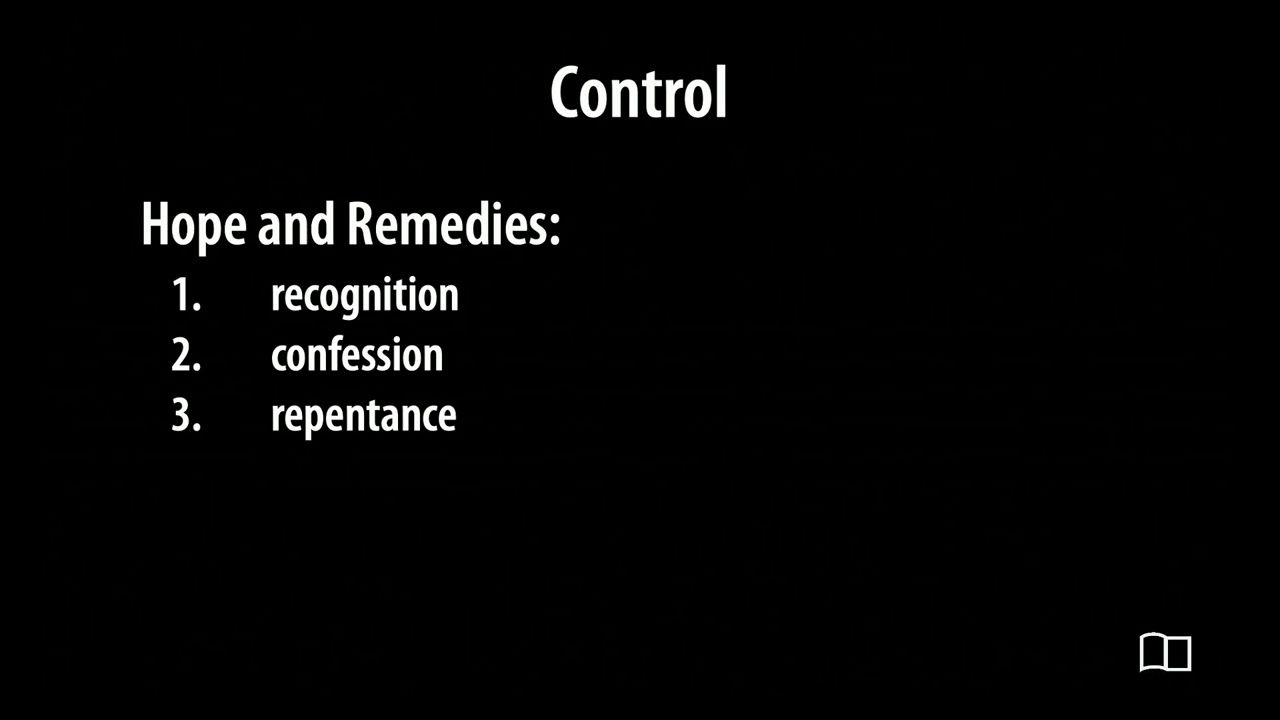 Control
Hope and Remedies:
1. recognition
2. confession
3. repentance